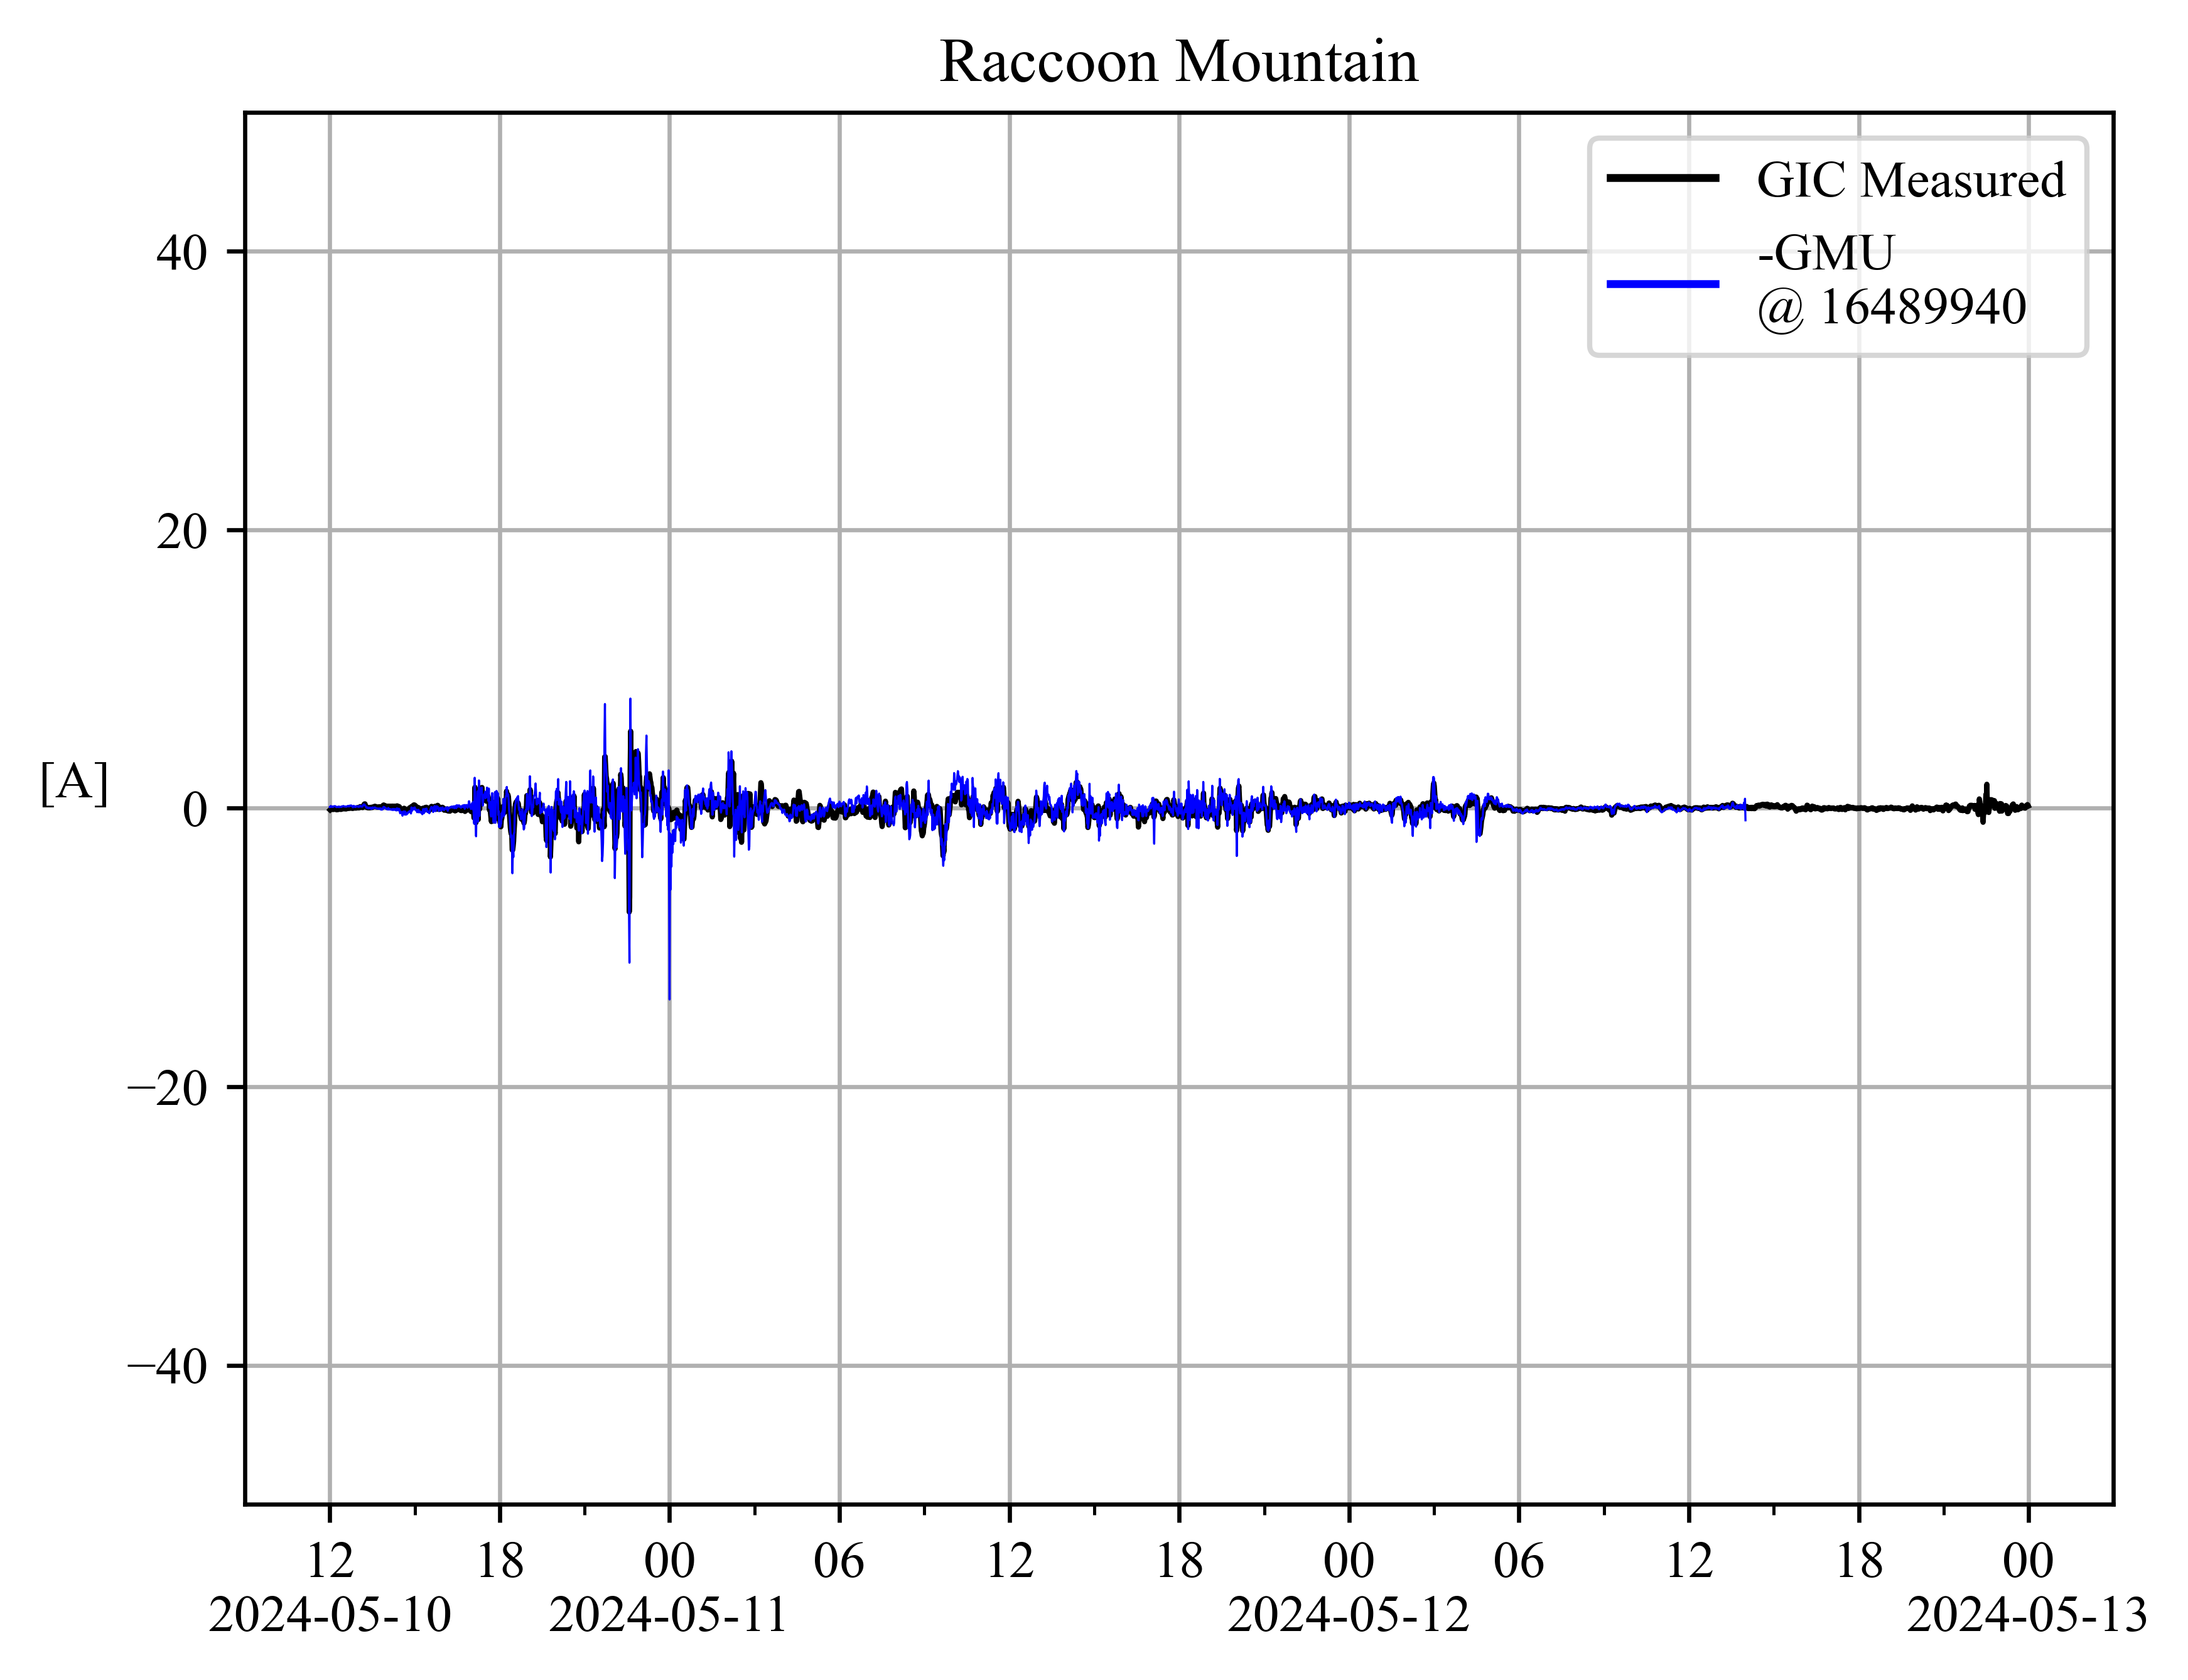 Raccoon Mountain
GIC Measured
-GMU
@ 16489940
[A]
40
20
0
−20
−40
12 18 00 06 12 18 00 06 12 18 00
2024-05-10 2024-05-11 2024-05-12 2024-05-13